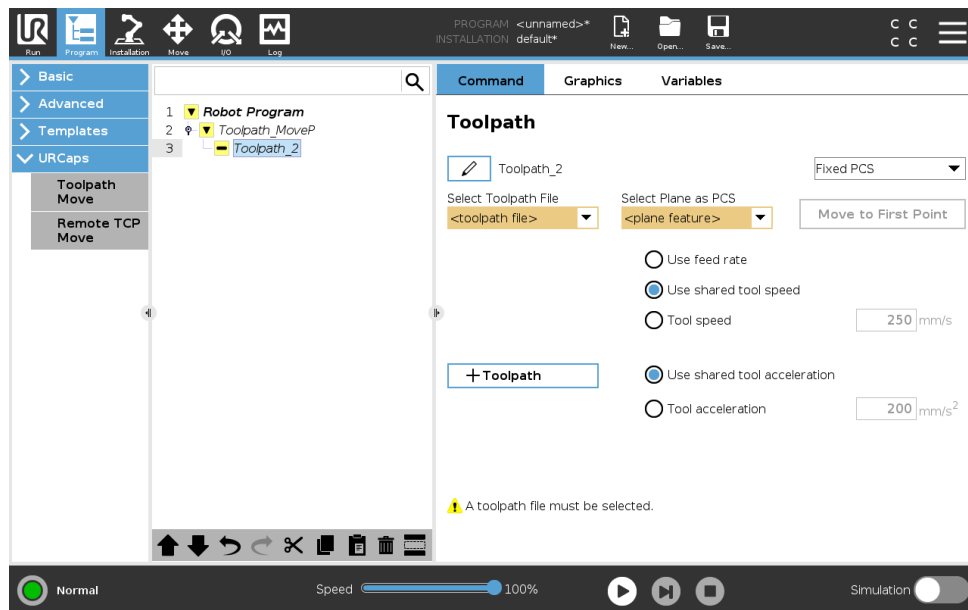 PROGRAM <unnamed>*
INSTALLATION default*
UR
Run
Program
Installation
Move
I/O
Log
New...
Open...
Save...
C C
C C
Basic
Advanced
Templates
URCaps
Toolpath
Move
Remote TCP
Move
1 Robot Program
2 Toolpath_MoveP
3 Toolpath_2
Command Graphics Variables
Toolpath
Toolpath_2
Fixed PCS
Select Toolpath File
<toolpath file>
Select Plane as PCS
<plane feature>
Move to First Point
Use feed rate
Use shared tool speed
Tool speed 250 mm/s
+Toolpath
Use shared tool acceleration
Tool acceleration 200 mm/s²
A toolpath file must be selected.
Normal
Speed 100%
Simulation